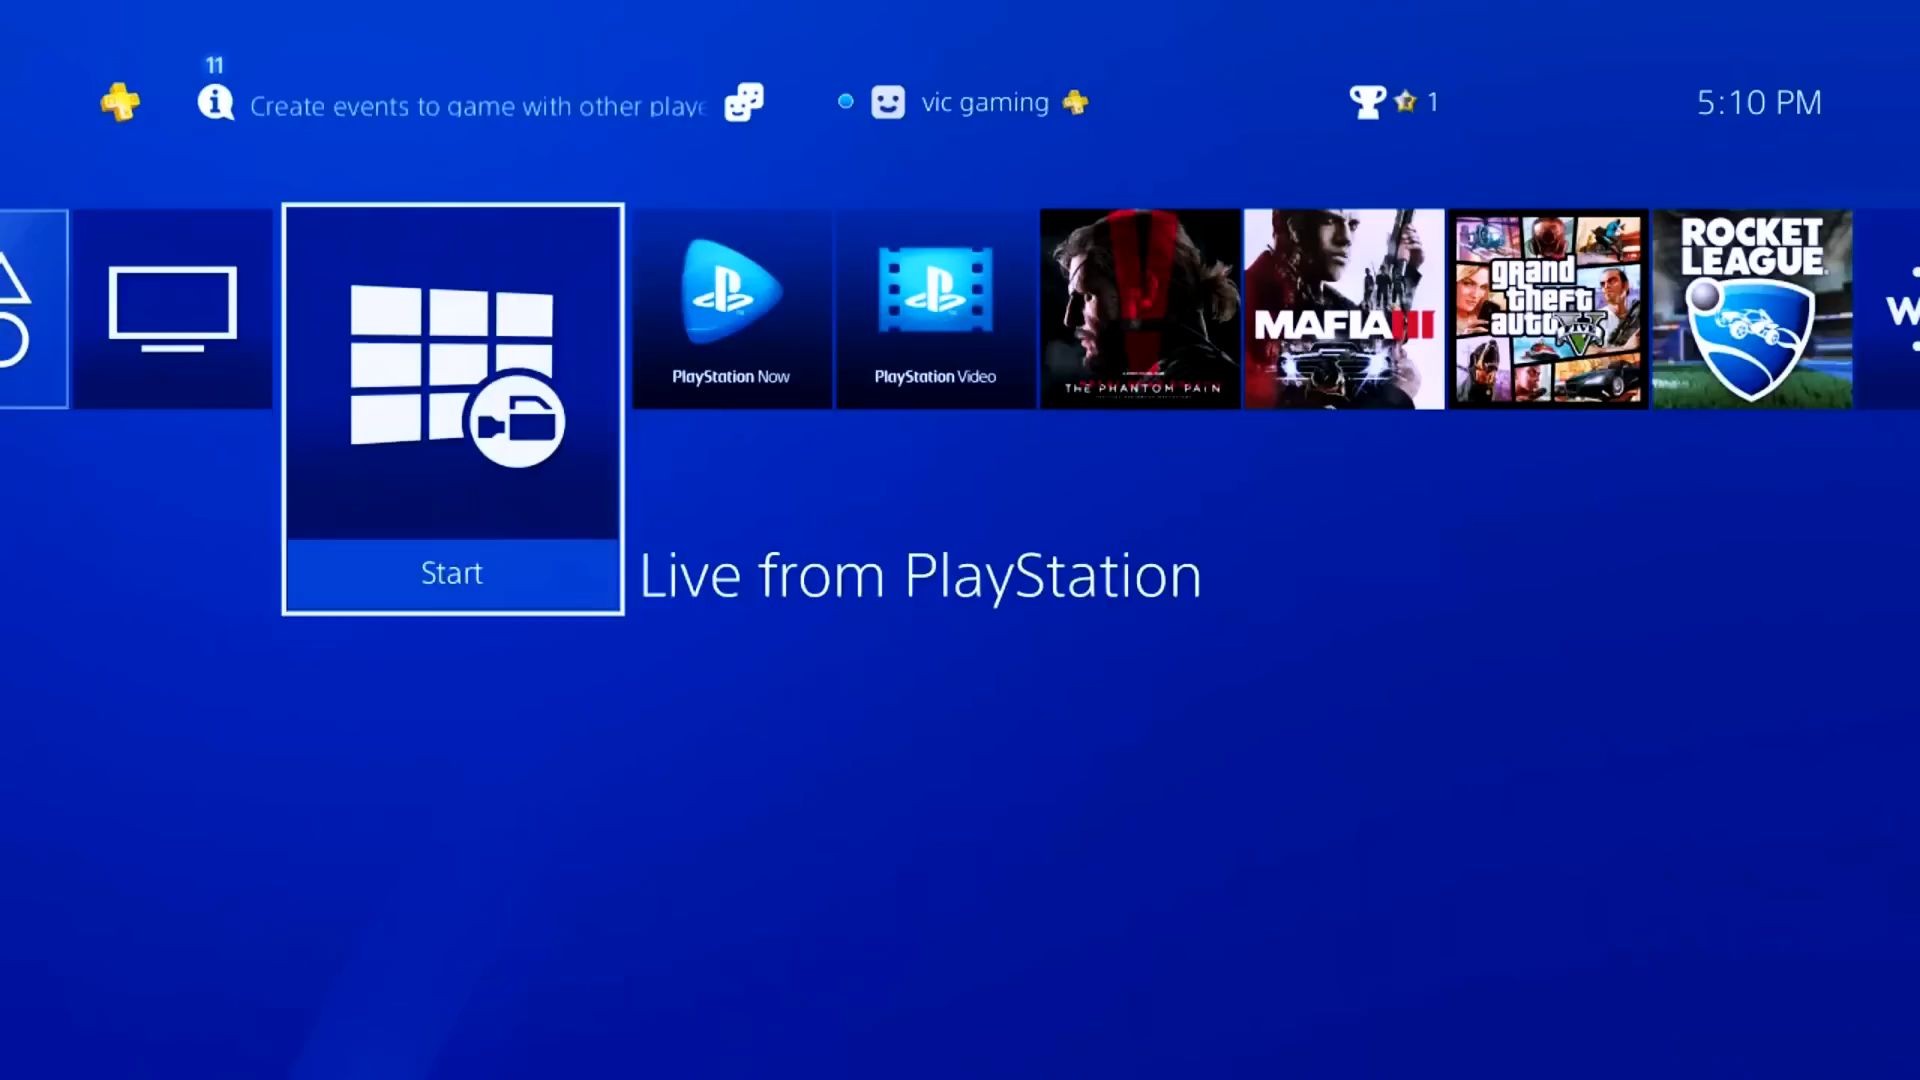 11
Create events to game with other playe
vic gaming
1
5:10 PM
PlayStation Now
PlayStation Video
THE PHANTOM PAIN
MAFIA III
grand
theft
auto
V
ROCKET
LEAGUE
W
Start
Live from PlayStation